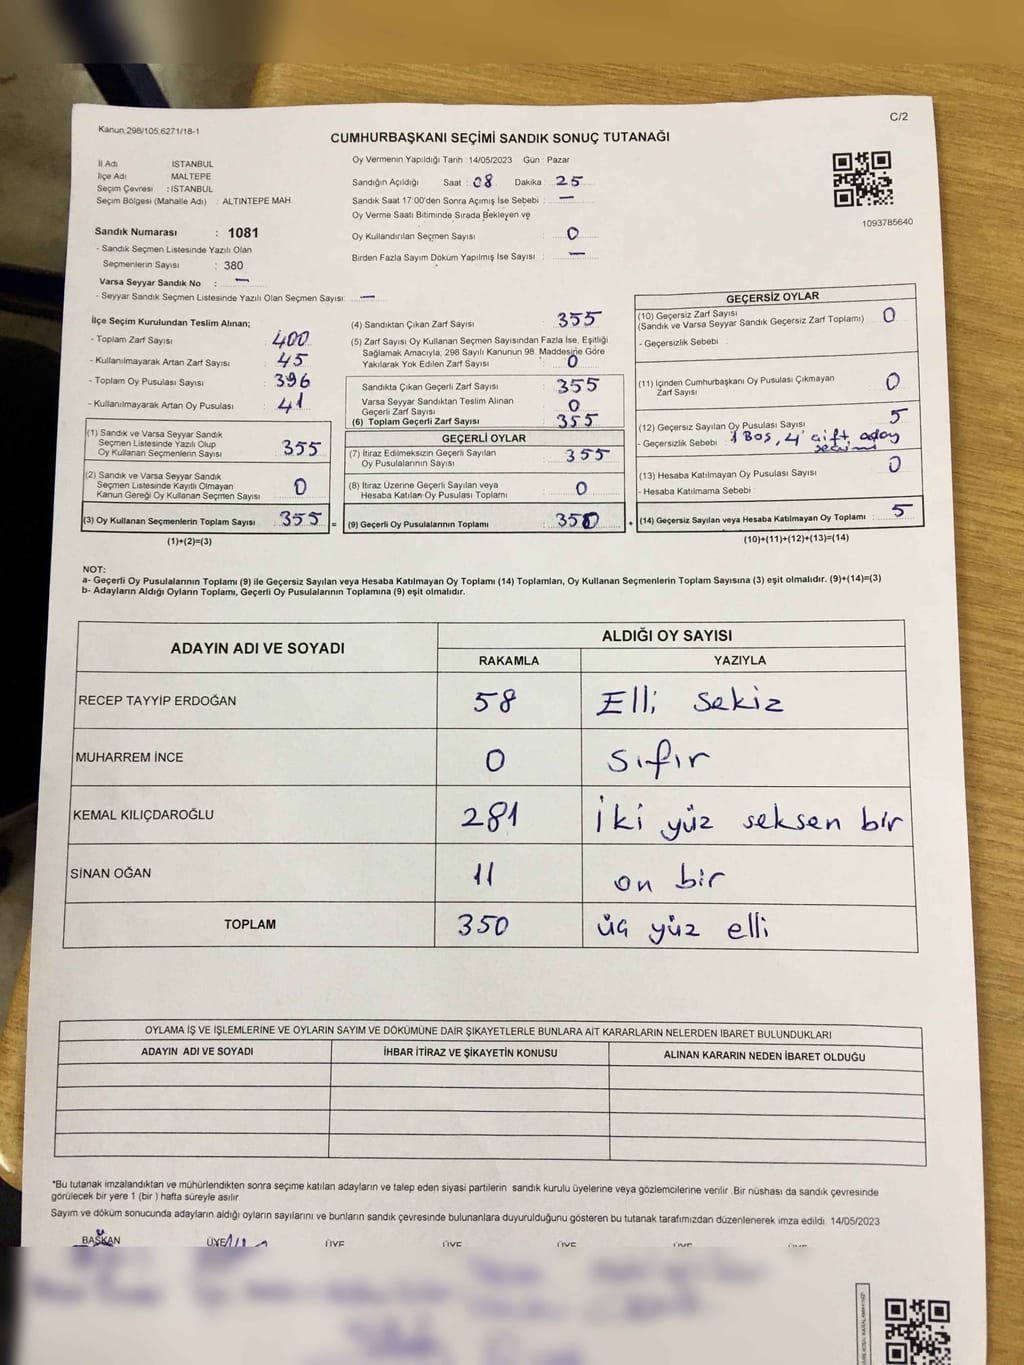 Kanun,298/105,6271/18-1
C/2
CUMHURBAŞKANI SEÇİMİ SANDIK SONUÇ TUTANAĞI
İl Adı ISTANBUL
İlçe Adı MALTEPE
Seçim Çevresi : ISTANBUL
Seçim Bölgesi (Mahalle Adı) : ALTINTEPE MAH.
Sandık Numarası : 1081
- Sandık Seçmen Listesinde Yazılı Olan
Seçmenlerin Sayısı : 380
Varsa Seyyar Sandık No : —
- Seyyar Sandık Seçmen Listesinde Yazılı Olan Seçmen Sayısı: —
Oy Vermenin Yapıldığı Tarih : 14/05/2023 Gün : Pazar
Sandığın Açıldığı Saat : 08 Dakika : 25
Sandık Saat 17:00'den Sonra Açımış İse Sebebi : —
Oy Verme Saati Bitiminde Sırada Bekleyen ve
Oy Kullandırılan Seçmen Sayısı : 0
Birden Fazla Sayım Döküm Yapılmış İse Sayısı : —
1093785640
İlçe Seçim Kurulundan Teslim Alınan;
- Toplam Zarf Sayısı : 400
- Kullanılmayarak Artan Zarf Sayısı : 45
- Toplam Oy Pusulası Sayısı : 396
- Kullanılmayarak Artan Oy Pusulası : 41
(1) Sandık ve Varsa Seyyar Sandık
Seçmen Listesinde Yazılı Olup
Oy Kullanan Seçmenlerin Sayısı : 355
(2) Sandık ve Varsa Seyyar Sandık
Seçmen Listesinde Kayıtlı Olmayan
Kanun Gereği Oy Kullanan Seçmen Sayısı : 0
(3) Oy Kullanan Seçmenlerin Toplam Sayısı : 355 =
(1)+(2)=(3)
(4) Sandıktan Çıkan Zarf Sayısı : 355
(5) Zarf Sayısı Oy Kullanan Seçmen Sayısından Fazla İse, Eşitliği
Sağlamak Amacıyla; 298 Sayılı Kanunun 98. Maddesine Göre
Yakılarak Yok Edilen Zarf Sayısı : 0
Sandıkta Çıkan Geçerli Zarf Sayısı : 355
Varsa Seyyar Sandıktan Teslim Alınan
Geçerli Zarf Sayısı : 0
(6) Toplam Geçerli Zarf Sayısı : 355
GEÇERLİ OYLAR
(7) İtiraz Edilmeksizin Geçerli Sayılan
Oy Pusulalarının Sayısı : 355
(8) İtiraz Üzerine Geçerli Sayılan veya
Hesaba Katılan Oy Pusulası Toplamı : 0
(9) Geçerli Oy Pusulalarının Toplamı : 350 +
GEÇERSİZ OYLAR
(10) Geçersiz Zarf Sayısı
(Sandık ve Varsa Seyyar Sandık Geçersiz Zarf Toplamı) : 0
- Geçersizlik Sebebi :
(11) İçinden Cumhurbaşkanı Oy Pusulası Çıkmayan
Zarf Sayısı : 0
(12) Geçersiz Sayılan Oy Pusulası Sayısı : 5
- Geçersizlik Sebebi : 1 Boş, 4 çift aday
seçimi
(13) Hesaba Katılmayan Oy Pusulası Sayısı : 0
- Hesaba Katılmama Sebebi :
(14) Geçersiz Sayılan veya Hesaba Katılmayan Oy Toplamı : 5
(10)+(11)+(12)+(13)=(14)
NOT:
a- Geçerli Oy Pusulalarının Toplamı (9) ile Geçersiz Sayılan veya Hesaba Katılmayan Oy Toplamı (14) Toplamları, Oy Kullanan Seçmenlerin Toplam Sayısına (3) eşit olmalıdır. (9)+(14)=(3)
b- Adayların Aldığı Oyların Toplamı, Geçerli Oy Pusulalarının Toplamına (9) eşit olmalıdır.
ADAYIN ADI VE SOYADI ALDIĞI OY SAYISI
RAKAMLA YAZIYLA
RECEP TAYYİP ERDOĞAN 58 Elli sekiz
MUHARREM İNCE 0 sıfır
KEMAL KILIÇDAROĞLU 281 iki yüz seksen bir
SİNAN OĞAN 11 on bir
TOPLAM 350 üç yüz elli
OYLAMA İŞ VE İŞLEMLERİNE VE OYLARIN SAYIM VE DÖKÜMÜNE DAİR ŞİKAYETLERLE BUNLARA AİT KARARLARIN NELERDEN İBARET BULUNDUKLARI
ADAYIN ADI VE SOYADI İHBAR İTİRAZ VE ŞİKAYETİN KONUSU ALINAN KARARIN NEDEN İBARET OLDUĞU
*Bu tutanak imzalandıktan ve mühürlendikten sonra seçime katılan adayların ve talep eden siyasi partilerin sandık kurulu üyelerine veya gözlemcilerine verilir. Bir nüshası da sandık çevresinde
görülecek bir yere 1 (bir ) hafta süreyle asılır.
Sayım ve döküm sonucunda adayların aldığı oyların sayılarını ve bunların sandık çevresinde bulunanlara duyurulduğunu gösteren bu tutanak tarafımızdan düzenlenerek imza edildi. 14/05/2023
BAŞKAN ÜYE ÜYE ÜYE ÜYE ÜYE ÜYE